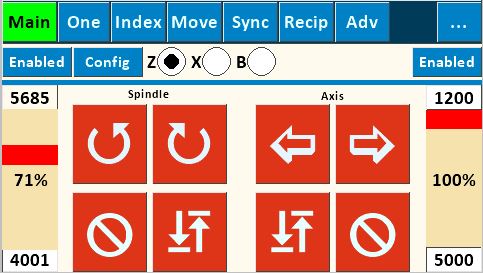 Main One Index Move Sync Recip Adv ...
Enabled Config Z X B Enabled
5685 Spindle Axis 1200
71% 100%
4001 5000